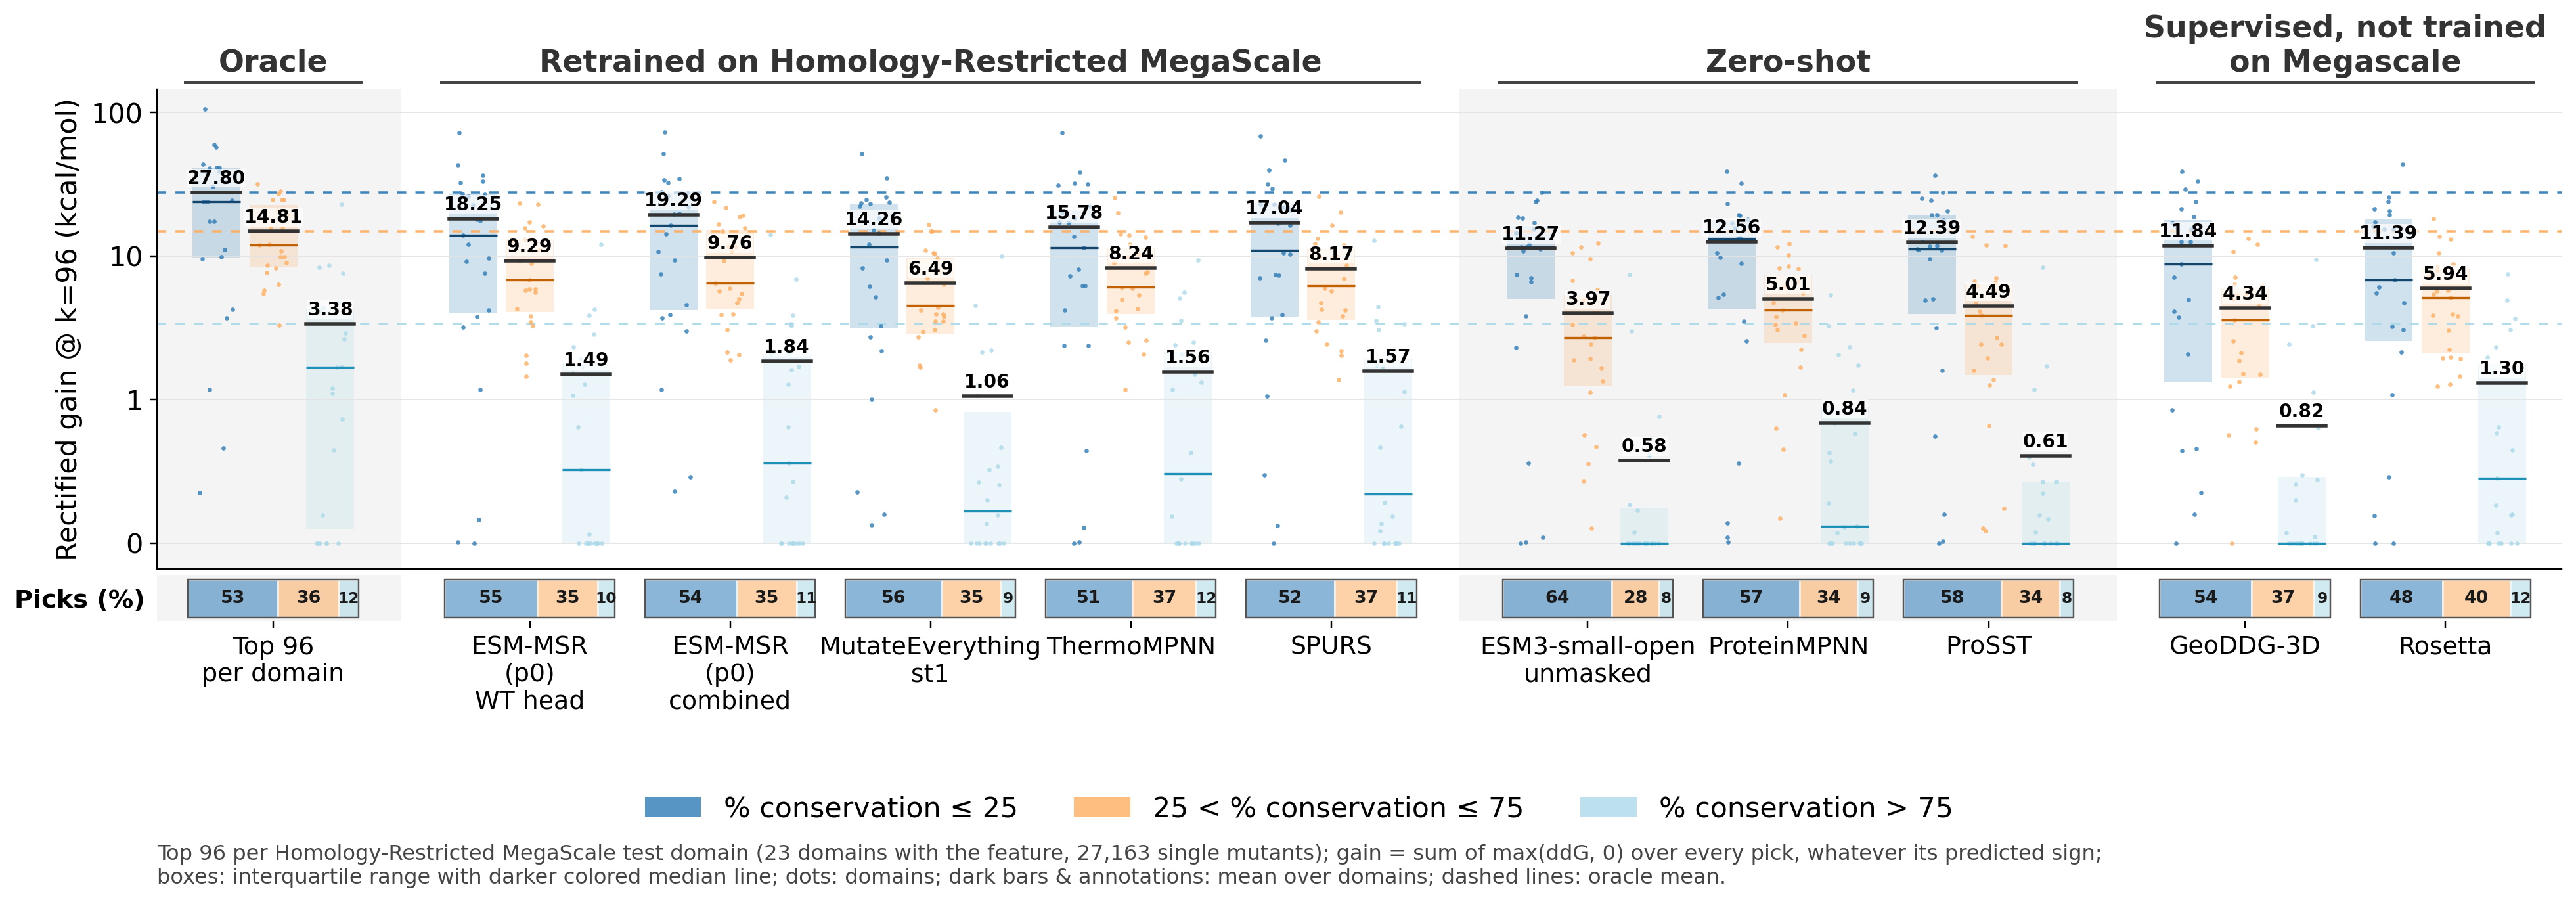 Supervised, not trained
Oracle Retrained on Homology-Restricted MegaScale Zero-shot on Megascale
Rectified gain @ k=96 (kcal/mol)
100
10
1
0
27.80 14.81 3.38
18.25 9.29 1.49
19.29 9.76 1.84
14.26 6.49 1.06
15.78 8.24 1.56
17.04 8.17 1.57
11.27 3.97 0.58
12.56 5.01 0.84
12.39 4.49 0.61
11.84 4.34 0.82
11.39 5.94 1.30
Picks (%) 53 36 12 55 35 10 54 35 11 56 35 9 51 37 12 52 37 11 64 28 8 57 34 9 58 34 8 54 37 9 48 40 12
Top 96
per domain
ESM-MSR
(p0)
WT head
ESM-MSR
(p0)
combined
MutateEverything
st1
ThermoMPNN
SPURS
ESM3-small-open
unmasked
ProteinMPNN
ProSST
GeoDDG-3D
Rosetta
% conservation ≤ 25 25 < % conservation ≤ 75 % conservation > 75
Top 96 per Homology-Restricted MegaScale test domain (23 domains with the feature, 27,163 single mutants); gain = sum of max(ddG, 0) over every pick, whatever its predicted sign;
boxes: interquartile range with darker colored median line; dots: domains; dark bars & annotations: mean over domains; dashed lines: oracle mean.